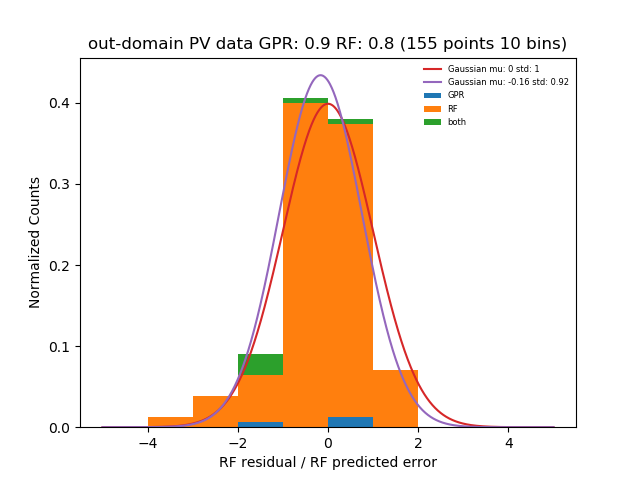 out-domain PV data GPR: 0.9 RF: 0.8 (155 points 10 bins)
Gaussian mu: 0 std: 1
Gaussian mu: -0.16 std: 0.92
GPR
RF
both
Normalized Counts
0.4
0.3
0.2
0.1
0.0
−4 −2 0 2 4
RF residual / RF predicted error